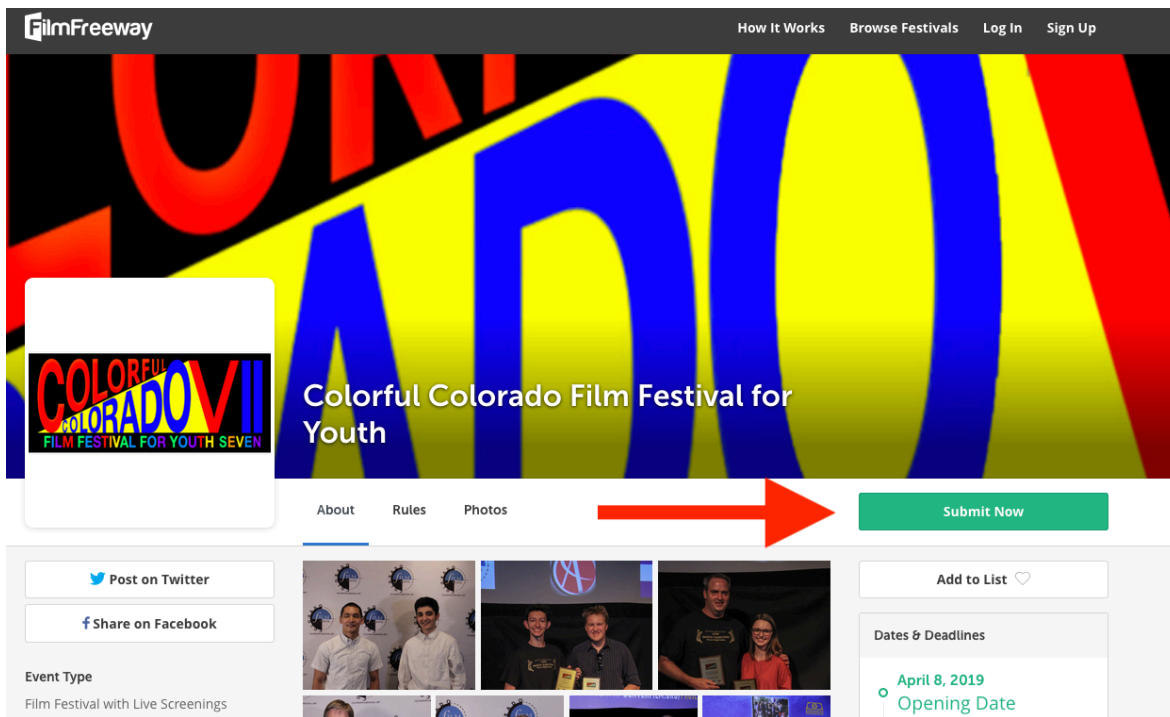 FilmFreeway
How It Works Browse Festivals Log In Sign Up
COLORFUL
COLORADO VII
FILM FESTIVAL FOR YOUTH SEVEN
Colorful Colorado Film Festival for
Youth
About Rules Photos
Submit Now
Post on Twitter
Share on Facebook
Add to List
Dates & Deadlines
Event Type
Film Festival with Live Screenings
April 8, 2019
Opening Date